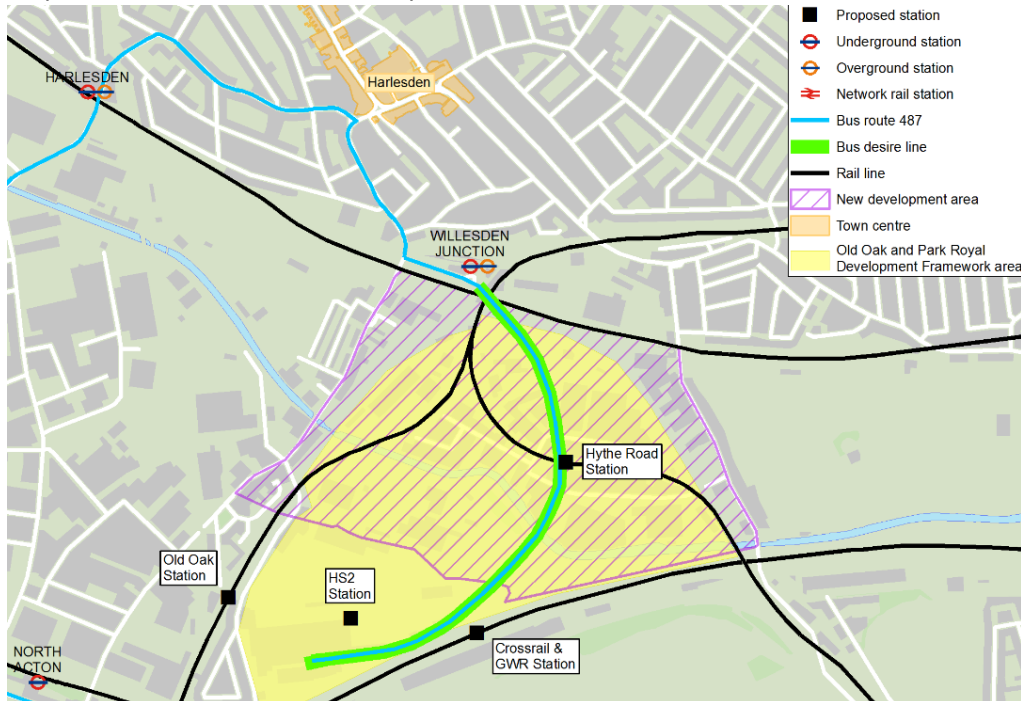 Proposed station
Underground station
Overground station
Network rail station
Bus route 487
Bus desire line
Rail line
New development area
Town centre
Old Oak and Park Royal
Development Framework area
HARLESDEN
Harlesden
WILLESDEN
JUNCTION
Hythe Road
Station
Old Oak
Station
HS2
Station
Crossrail &
GWR Station
NORTH
ACTON